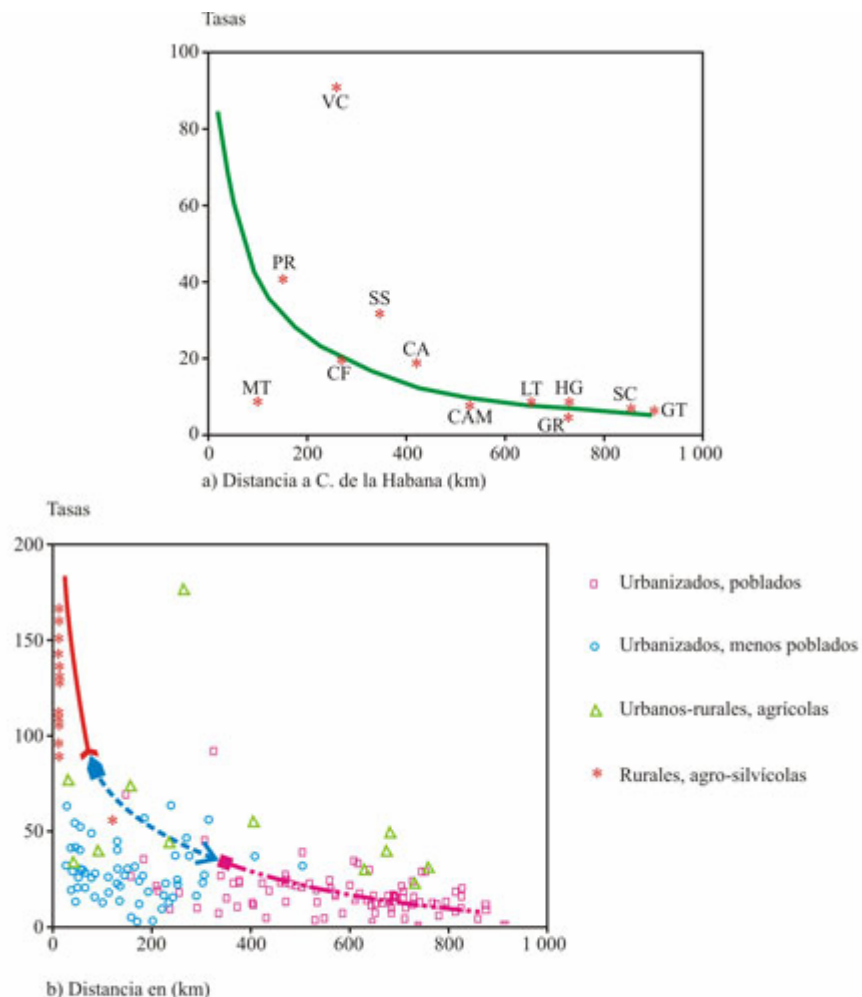 Tasas
100
VC
80
60
PR
40
SS
CA
20
CF
MT
LT
HG
SC
CAM
GR
GT
0
0
200
400
600
800
1 000
a) Distancia a C. de la Habana (km)
Tasas
200
150
100
50
0
0
200
400
600
800
1 000
b) Distancia en (km)
Urbanizados, poblados
Urbanizados, menos poblados
Urbanos-rurales, agrícolas
Rurales, agro-silvícolas